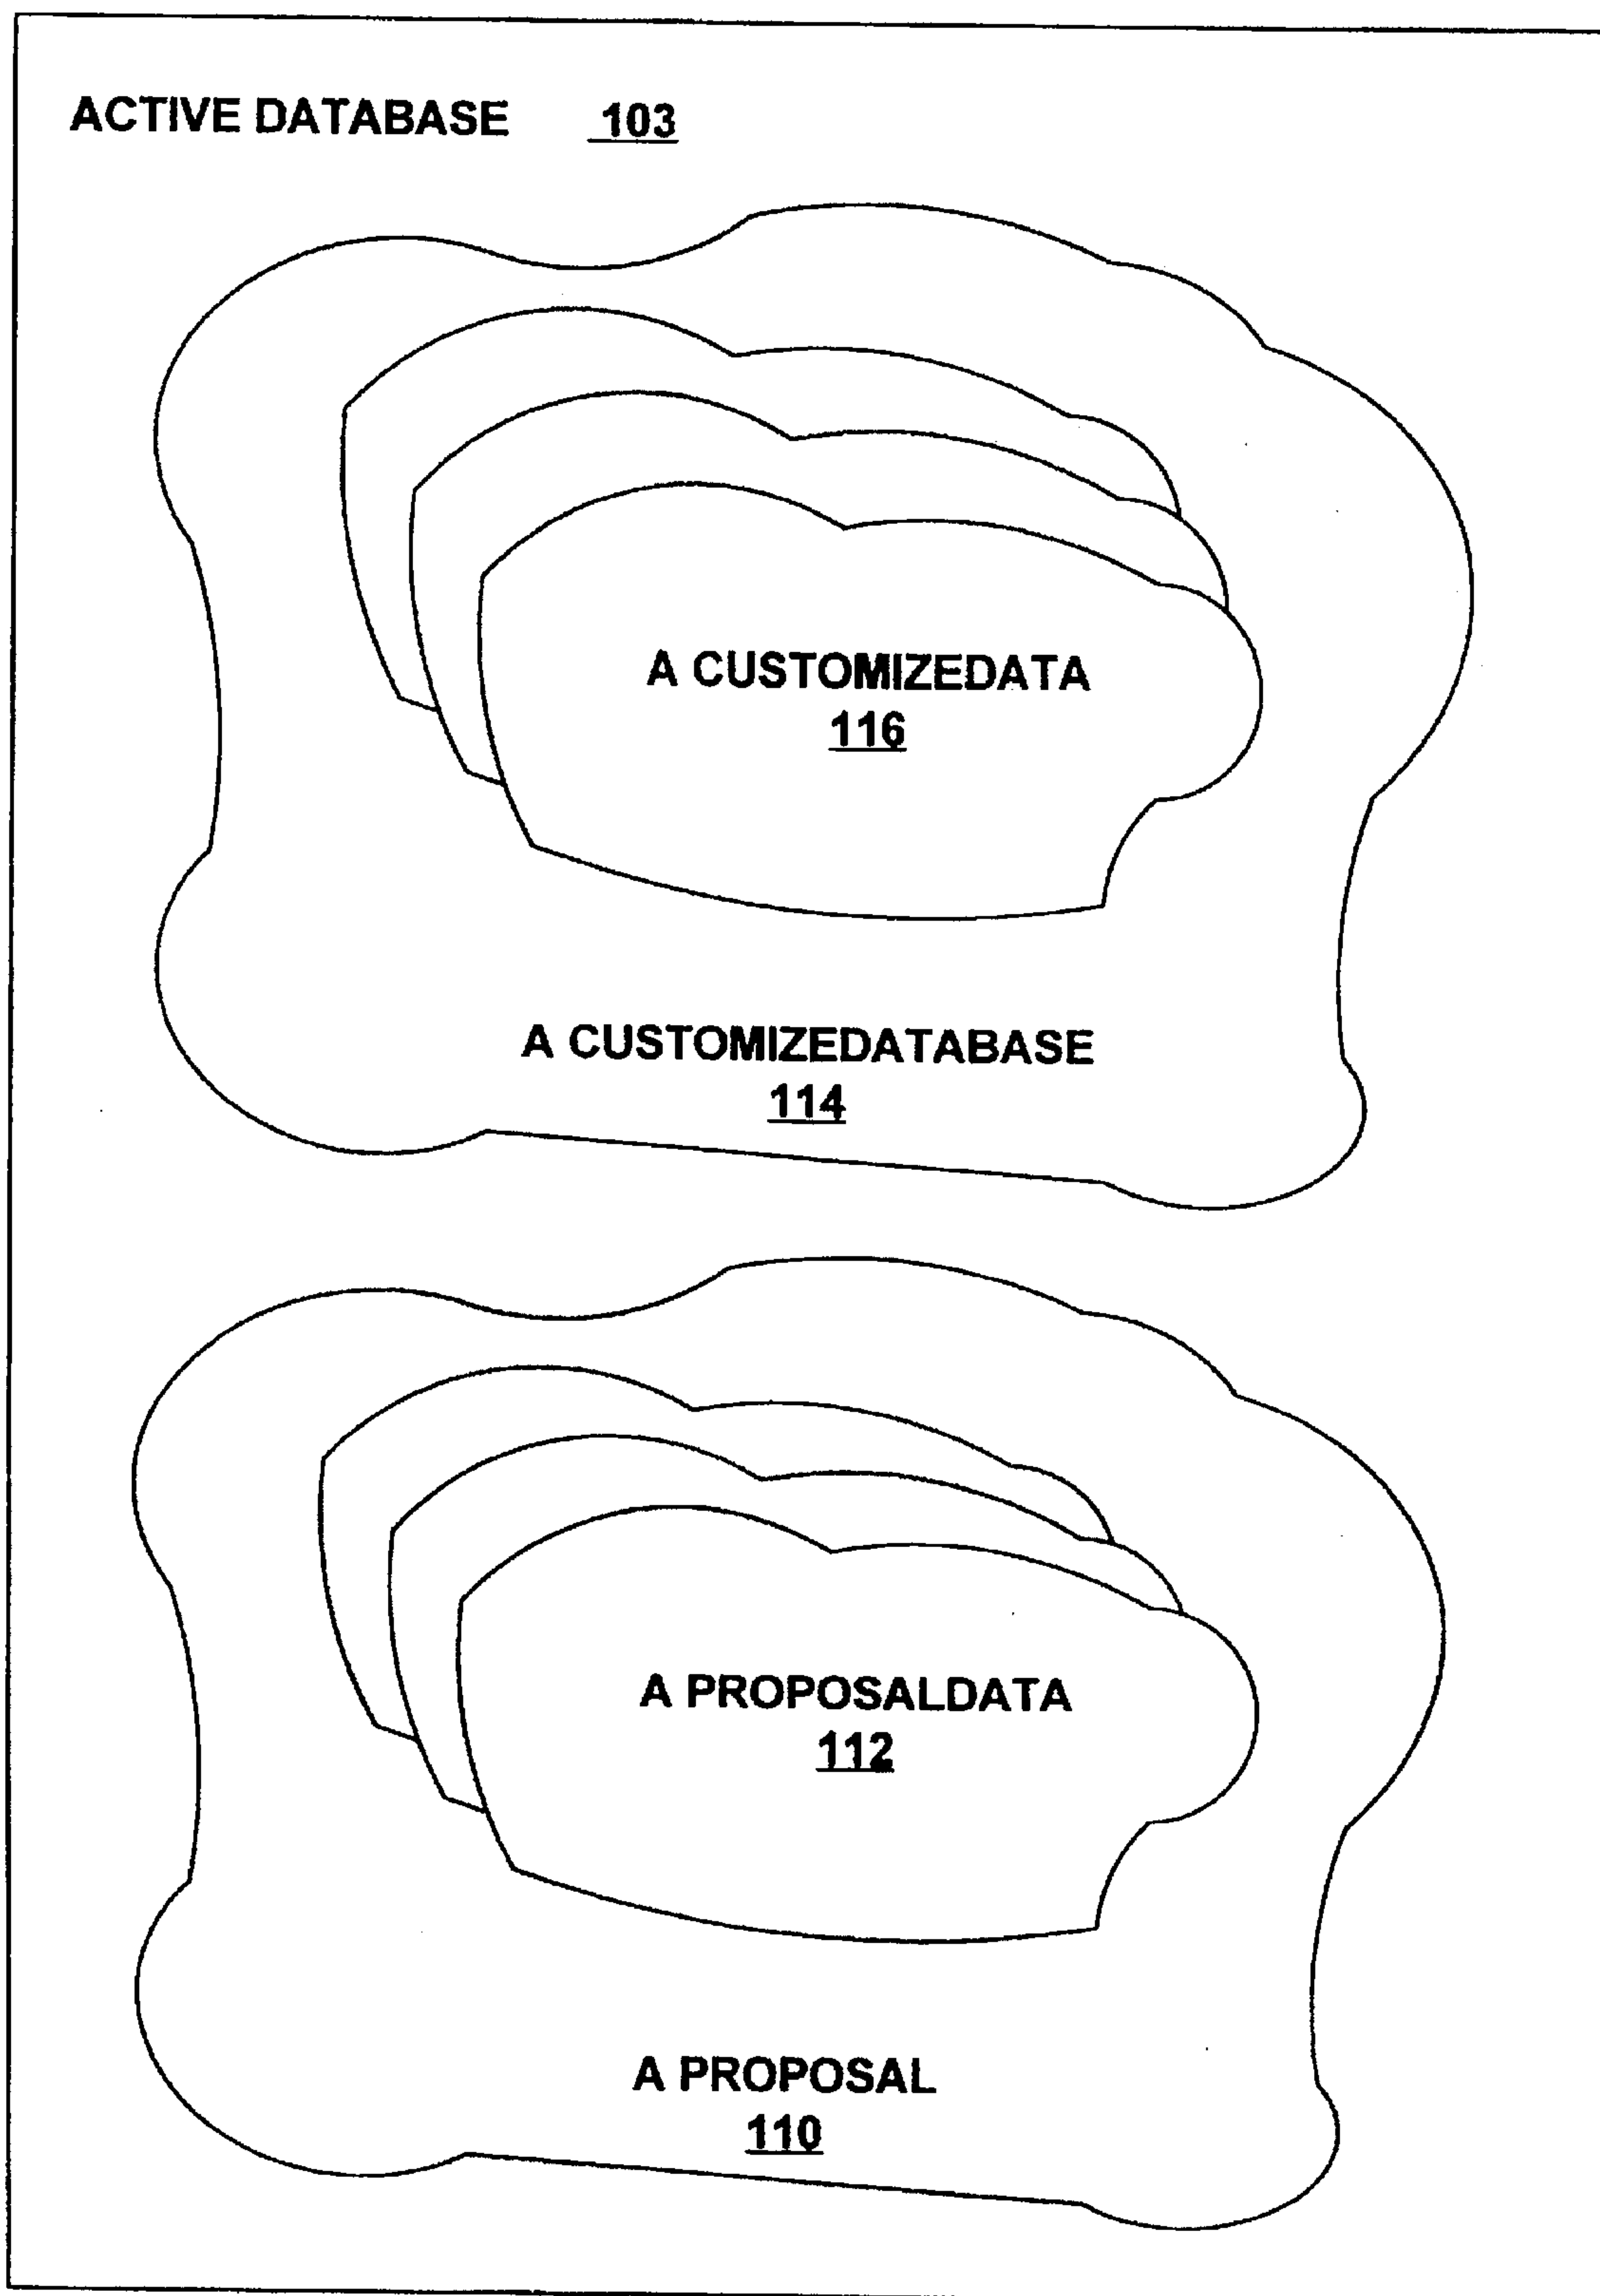 ACTIVE DATABASE 103
A CUSTOMIZEDATA
116
A CUSTOMIZEDATABASE
114
A PROPOSALDATA
112
A PROPOSAL
110